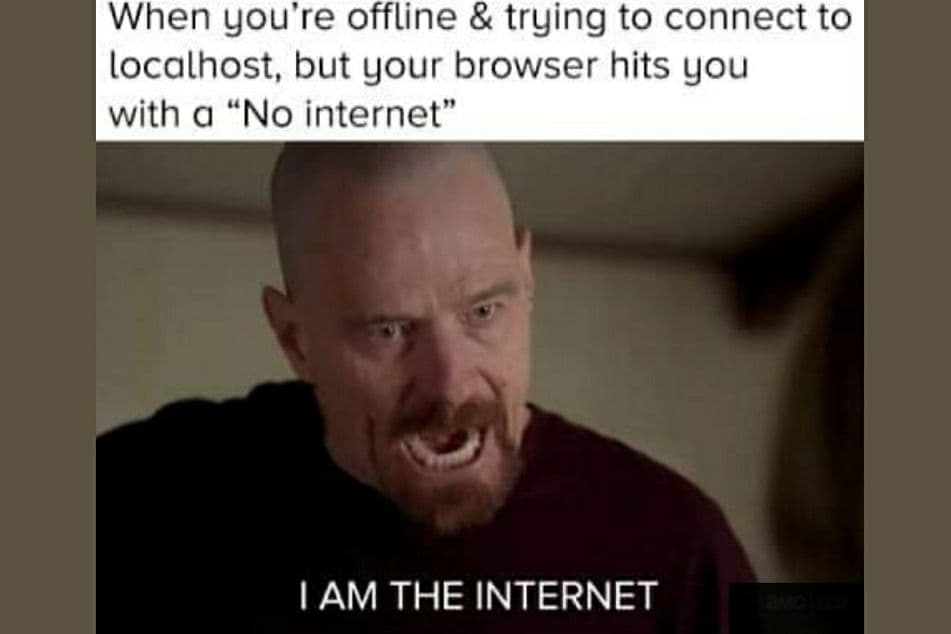 When you're offline & trying to connect to
localhost, but your browser hits you
with a “No internet”
I AM THE INTERNET
amc